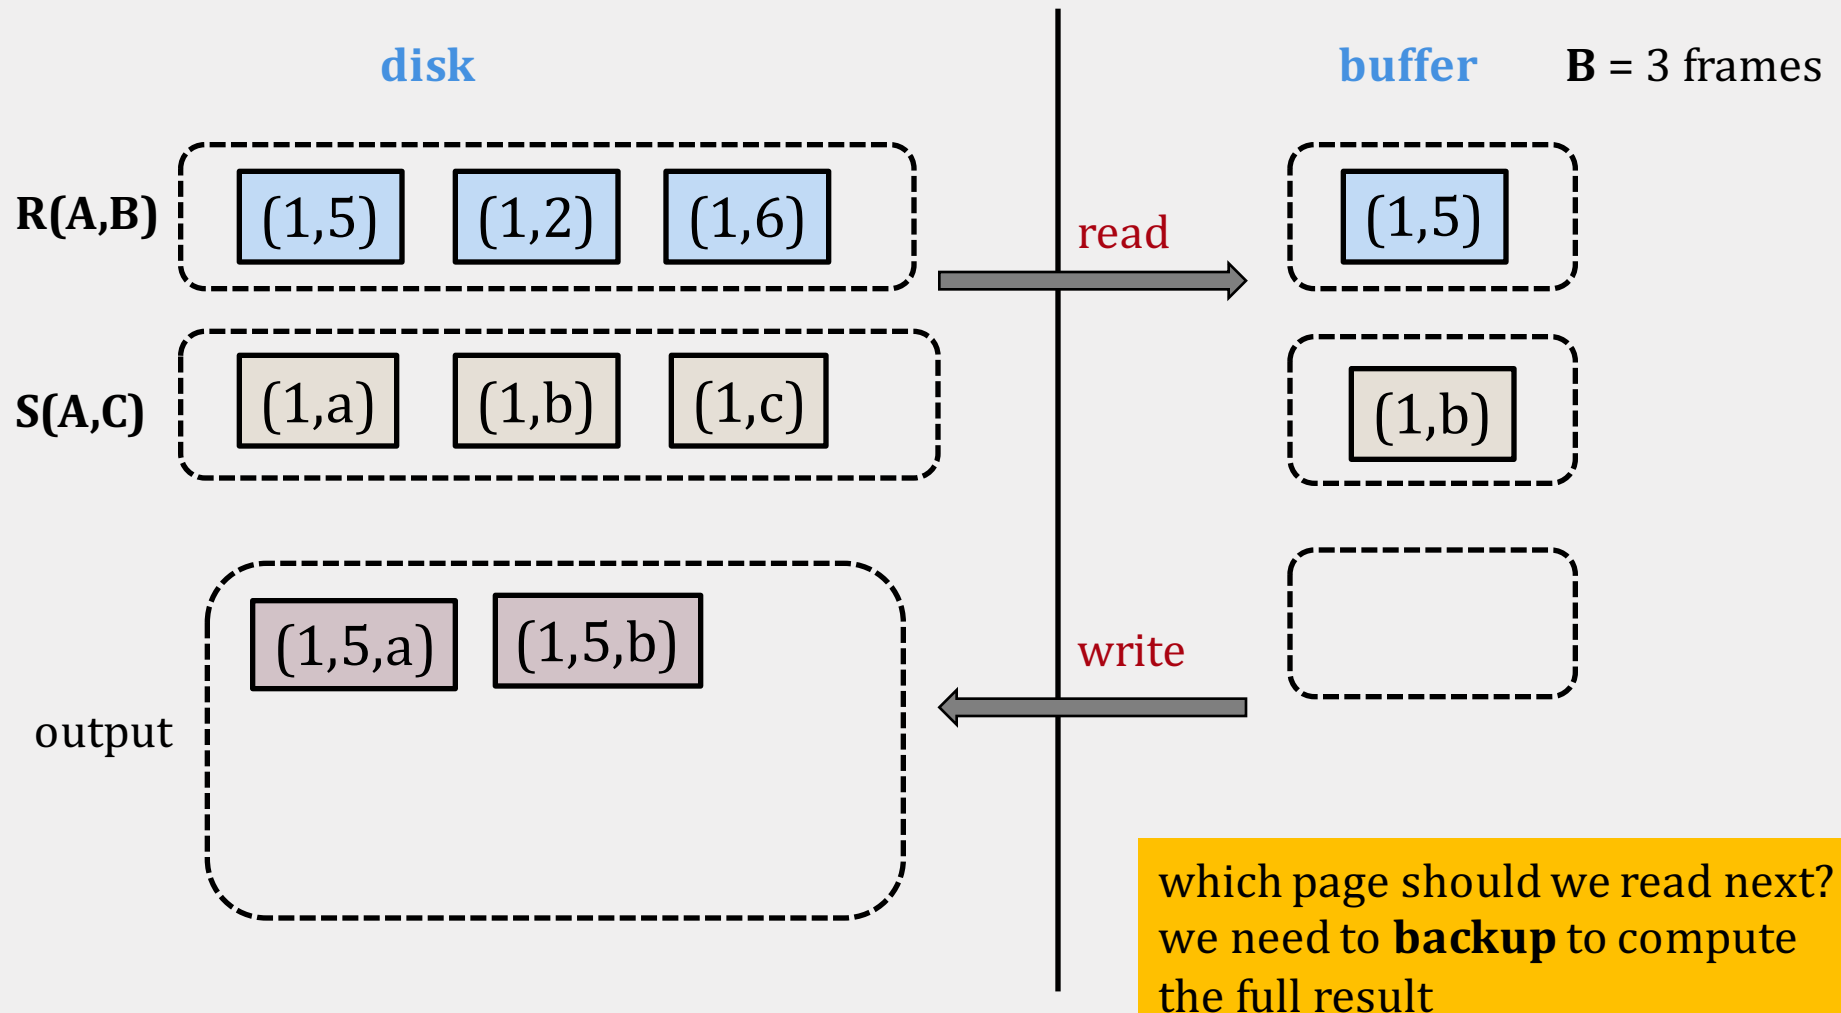 disk
buffer B = 3 frames
R(A,B) (1,5) (1,2) (1,6)
read
(1,5)
S(A,C) (1,a) (1,b) (1,c)
(1,b)
(1,5,a) (1,5,b)
write
output
which page should we read next?
we need to backup to compute
the full result